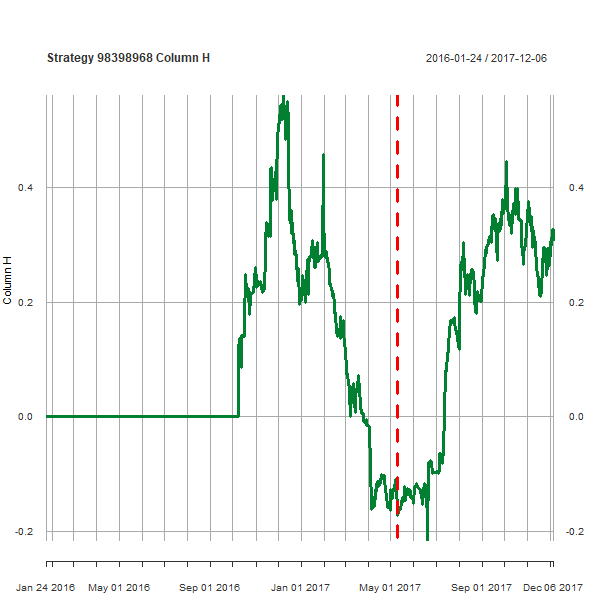 Strategy 98398968 Column H
2016-01-24 / 2017-12-06
Column H
0.4
0.4
0.2
0.2
0.0
0.0
-0.2
-0.2
Jan 24 2016
May 01 2016
Sep 01 2016
Jan 01 2017
May 01 2017
Sep 01 2017
Dec 06 2017